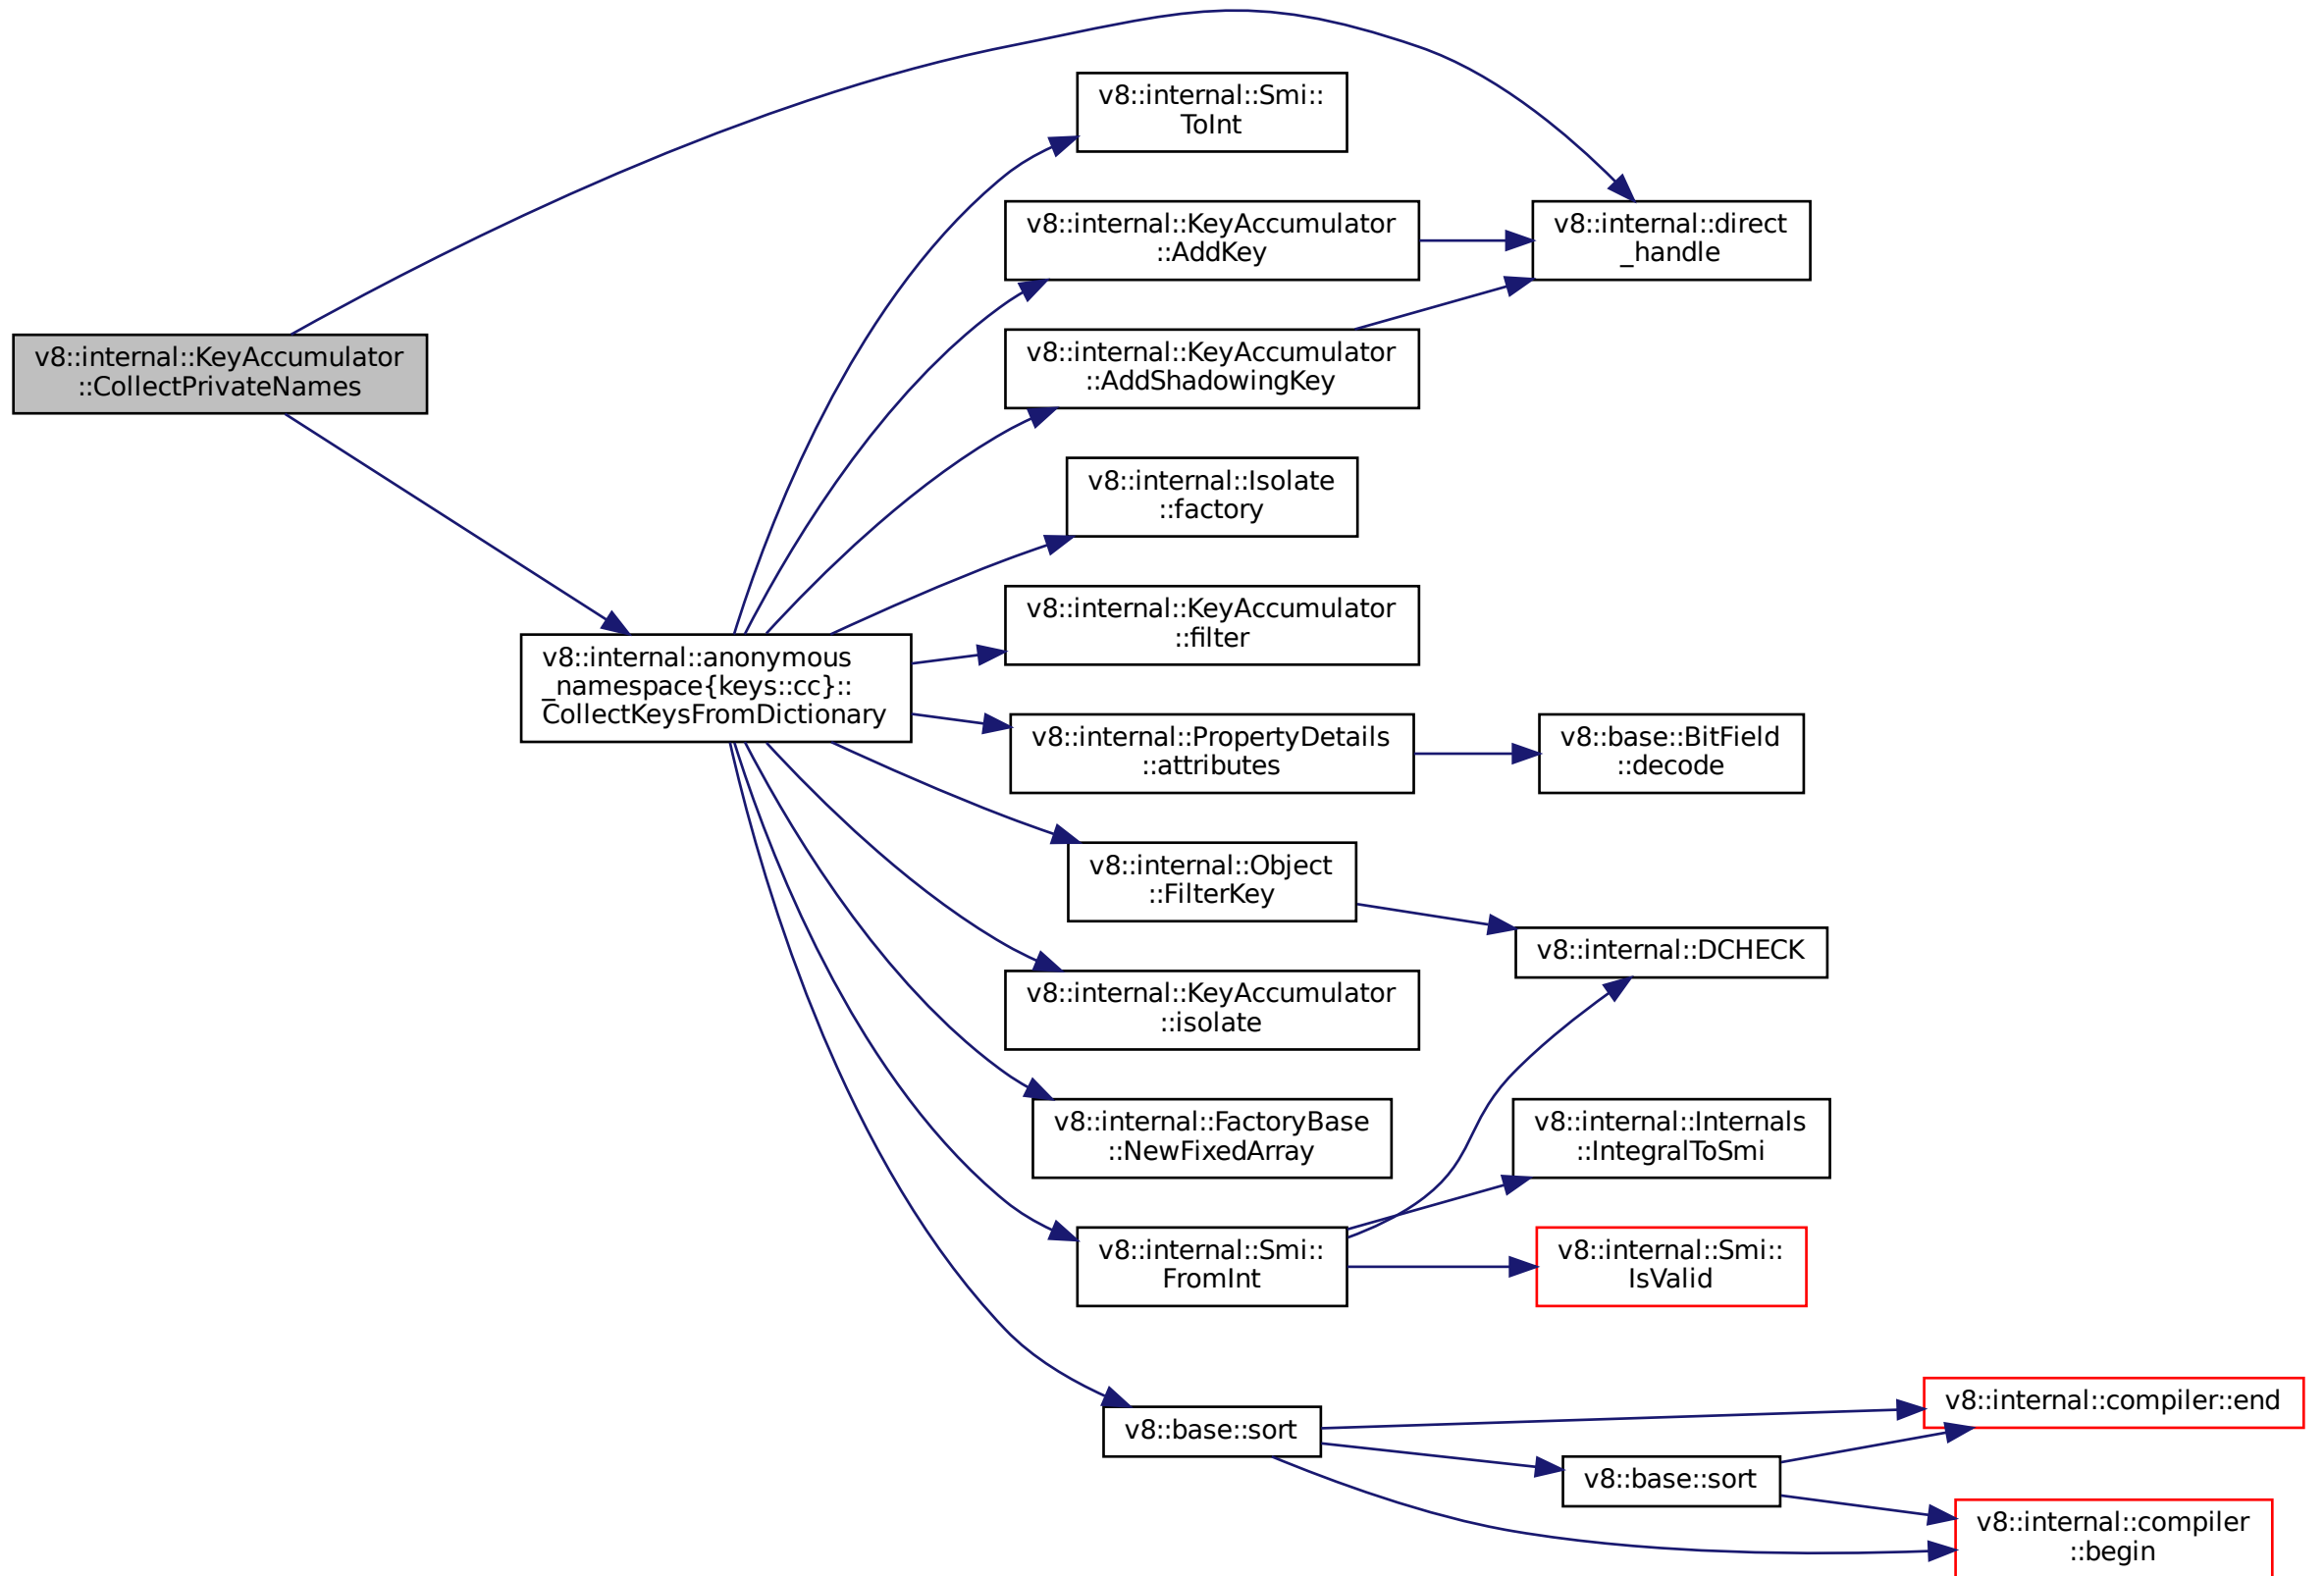 v8::internal::KeyAccumulator
::CollectPrivateNames
v8::internal::anonymous
_namespace{keys::cc}::
CollectKeysFromDictionary
v8::internal::Smi::
ToInt
v8::internal::KeyAccumulator
::AddKey
v8::internal::KeyAccumulator
::AddShadowingKey
v8::internal::Isolate
::factory
v8::internal::KeyAccumulator
::filter
v8::internal::PropertyDetails
::attributes
v8::internal::Object
::FilterKey
v8::internal::KeyAccumulator
::isolate
v8::internal::FactoryBase
::NewFixedArray
v8::internal::Smi::
FromInt
v8::base::sort
v8::internal::direct
_handle
v8::base::BitField
::decode
v8::internal::DCHECK
v8::internal::Internals
::IntegralToSmi
v8::internal::Smi::
IsValid
v8::base::sort
v8::internal::compiler::end
v8::internal::compiler
::begin